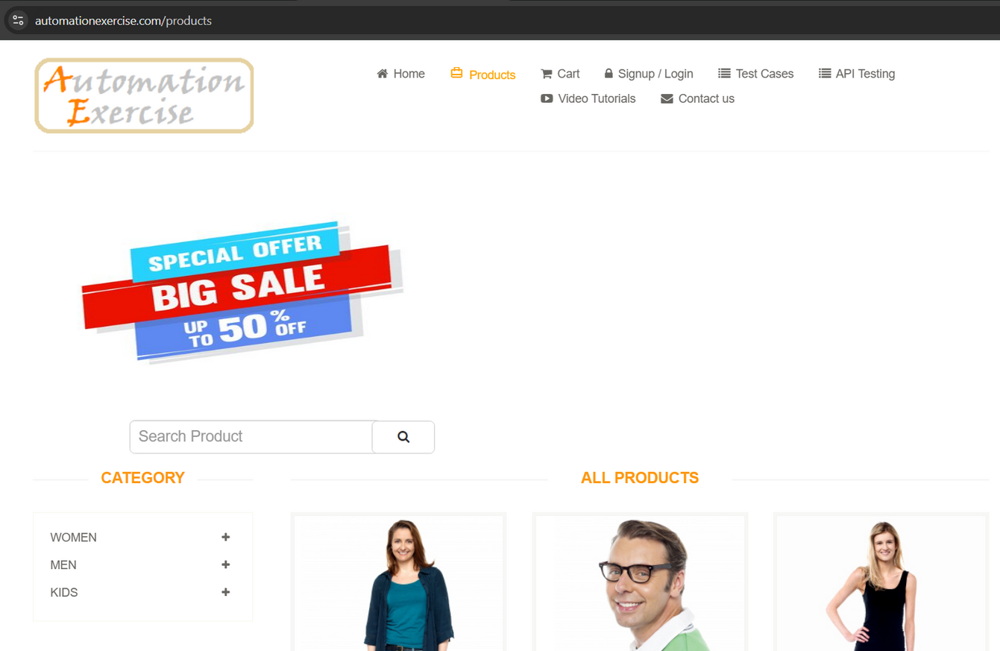 automationexercise.com/products
Automation
Exercise
Home Products Cart Signup / Login Test Cases API Testing
Video Tutorials Contact us
SPECIAL OFFER
BIG SALE
UP TO 50% OFF
Search Product
CATEGORY
ALL PRODUCTS
WOMEN
MEN
KIDS